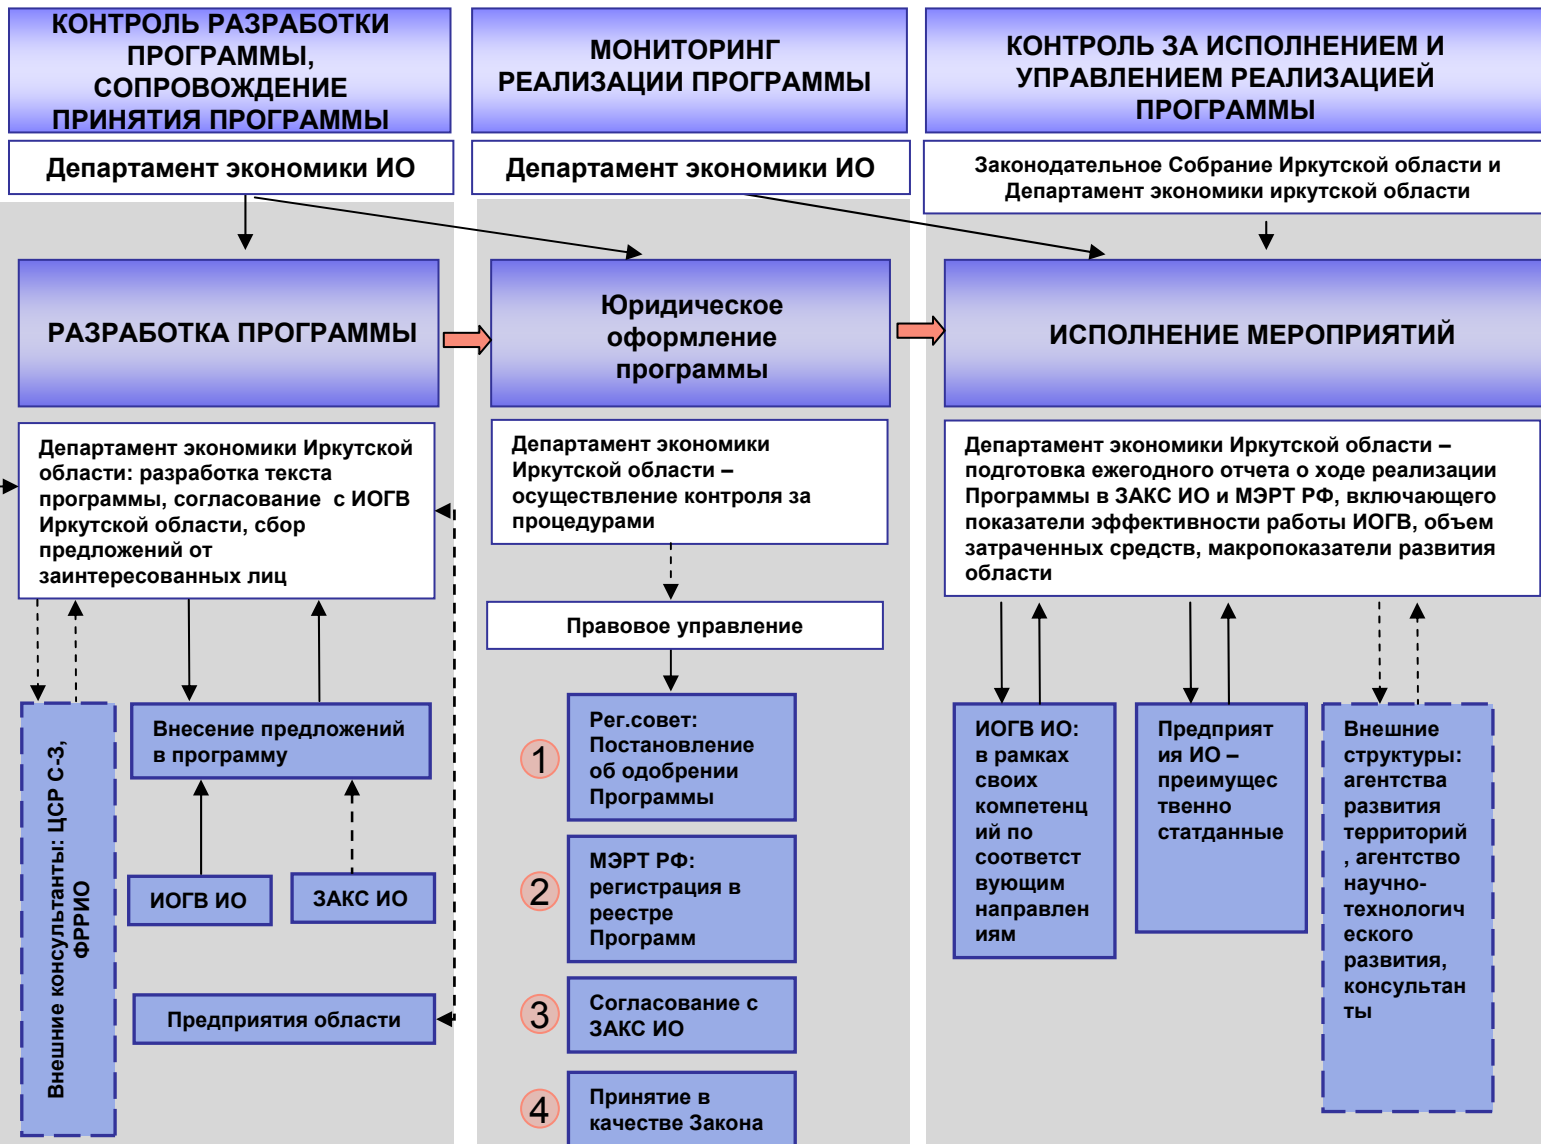 КОНТРОЛЬ РАЗРАБОТКИ
ПРОГРАММЫ,
СОПРОВОЖДЕНИЕ
ПРИНЯТИЯ ПРОГРАММЫ
МОНИТОРИНГ
РЕАЛИЗАЦИИ ПРОГРАММЫ
КОНТРОЛЬ ЗА ИСПОЛНЕНИЕМ И
УПРАВЛЕНИЕМ РЕАЛИЗАЦИЕЙ
ПРОГРАММЫ
Департамент экономики ИО
Департамент экономики ИО
Законодательное Собрание Иркутской области и
Департамент экономики иркутской области
РАЗРАБОТКА ПРОГРАММЫ
Юридическое
оформление
программы
ИСПОЛНЕНИЕ МЕРОПРИЯТИЙ
Департамент экономики Иркутской
области: разработка текста
программы, согласование с ИОГВ
Иркутской области, сбор
предложений от
заинтересованных лиц
Внешние консультанты: ЦСР С-З,
ФРРИО
Внесение предложений
в программу
ИОГВ ИО
ЗАКС ИО
Предприятия области
Департамент экономики
Иркутской области –
осуществление контроля за
процедурами
Правовое управление
1
Рег.совет:
Постановление
об одобрении
Программы
2
МЭРТ РФ:
регистрация в
реестре
Программ
3
Согласование с
ЗАКС ИО
4
Принятие в
качестве Закона
Департамент экономики Иркутской области –
подготовка ежегодного отчета о ходе реализации
Программы в ЗАКС ИО и МЭРТ РФ, включающего
показатели эффективности работы ИОГВ, объем
затраченных средств, макропоказатели развития
области
ИОГВ ИО:
в рамках
своих
компетенц
ий по
соответст
вующим
направлен
иям
Предприят
ия ИО –
преимущес
твенно
статданные
Внешние
структуры:
агентства
развития
территорий
, агентство
научно-
технологич
еского
развития,
консультан
ты